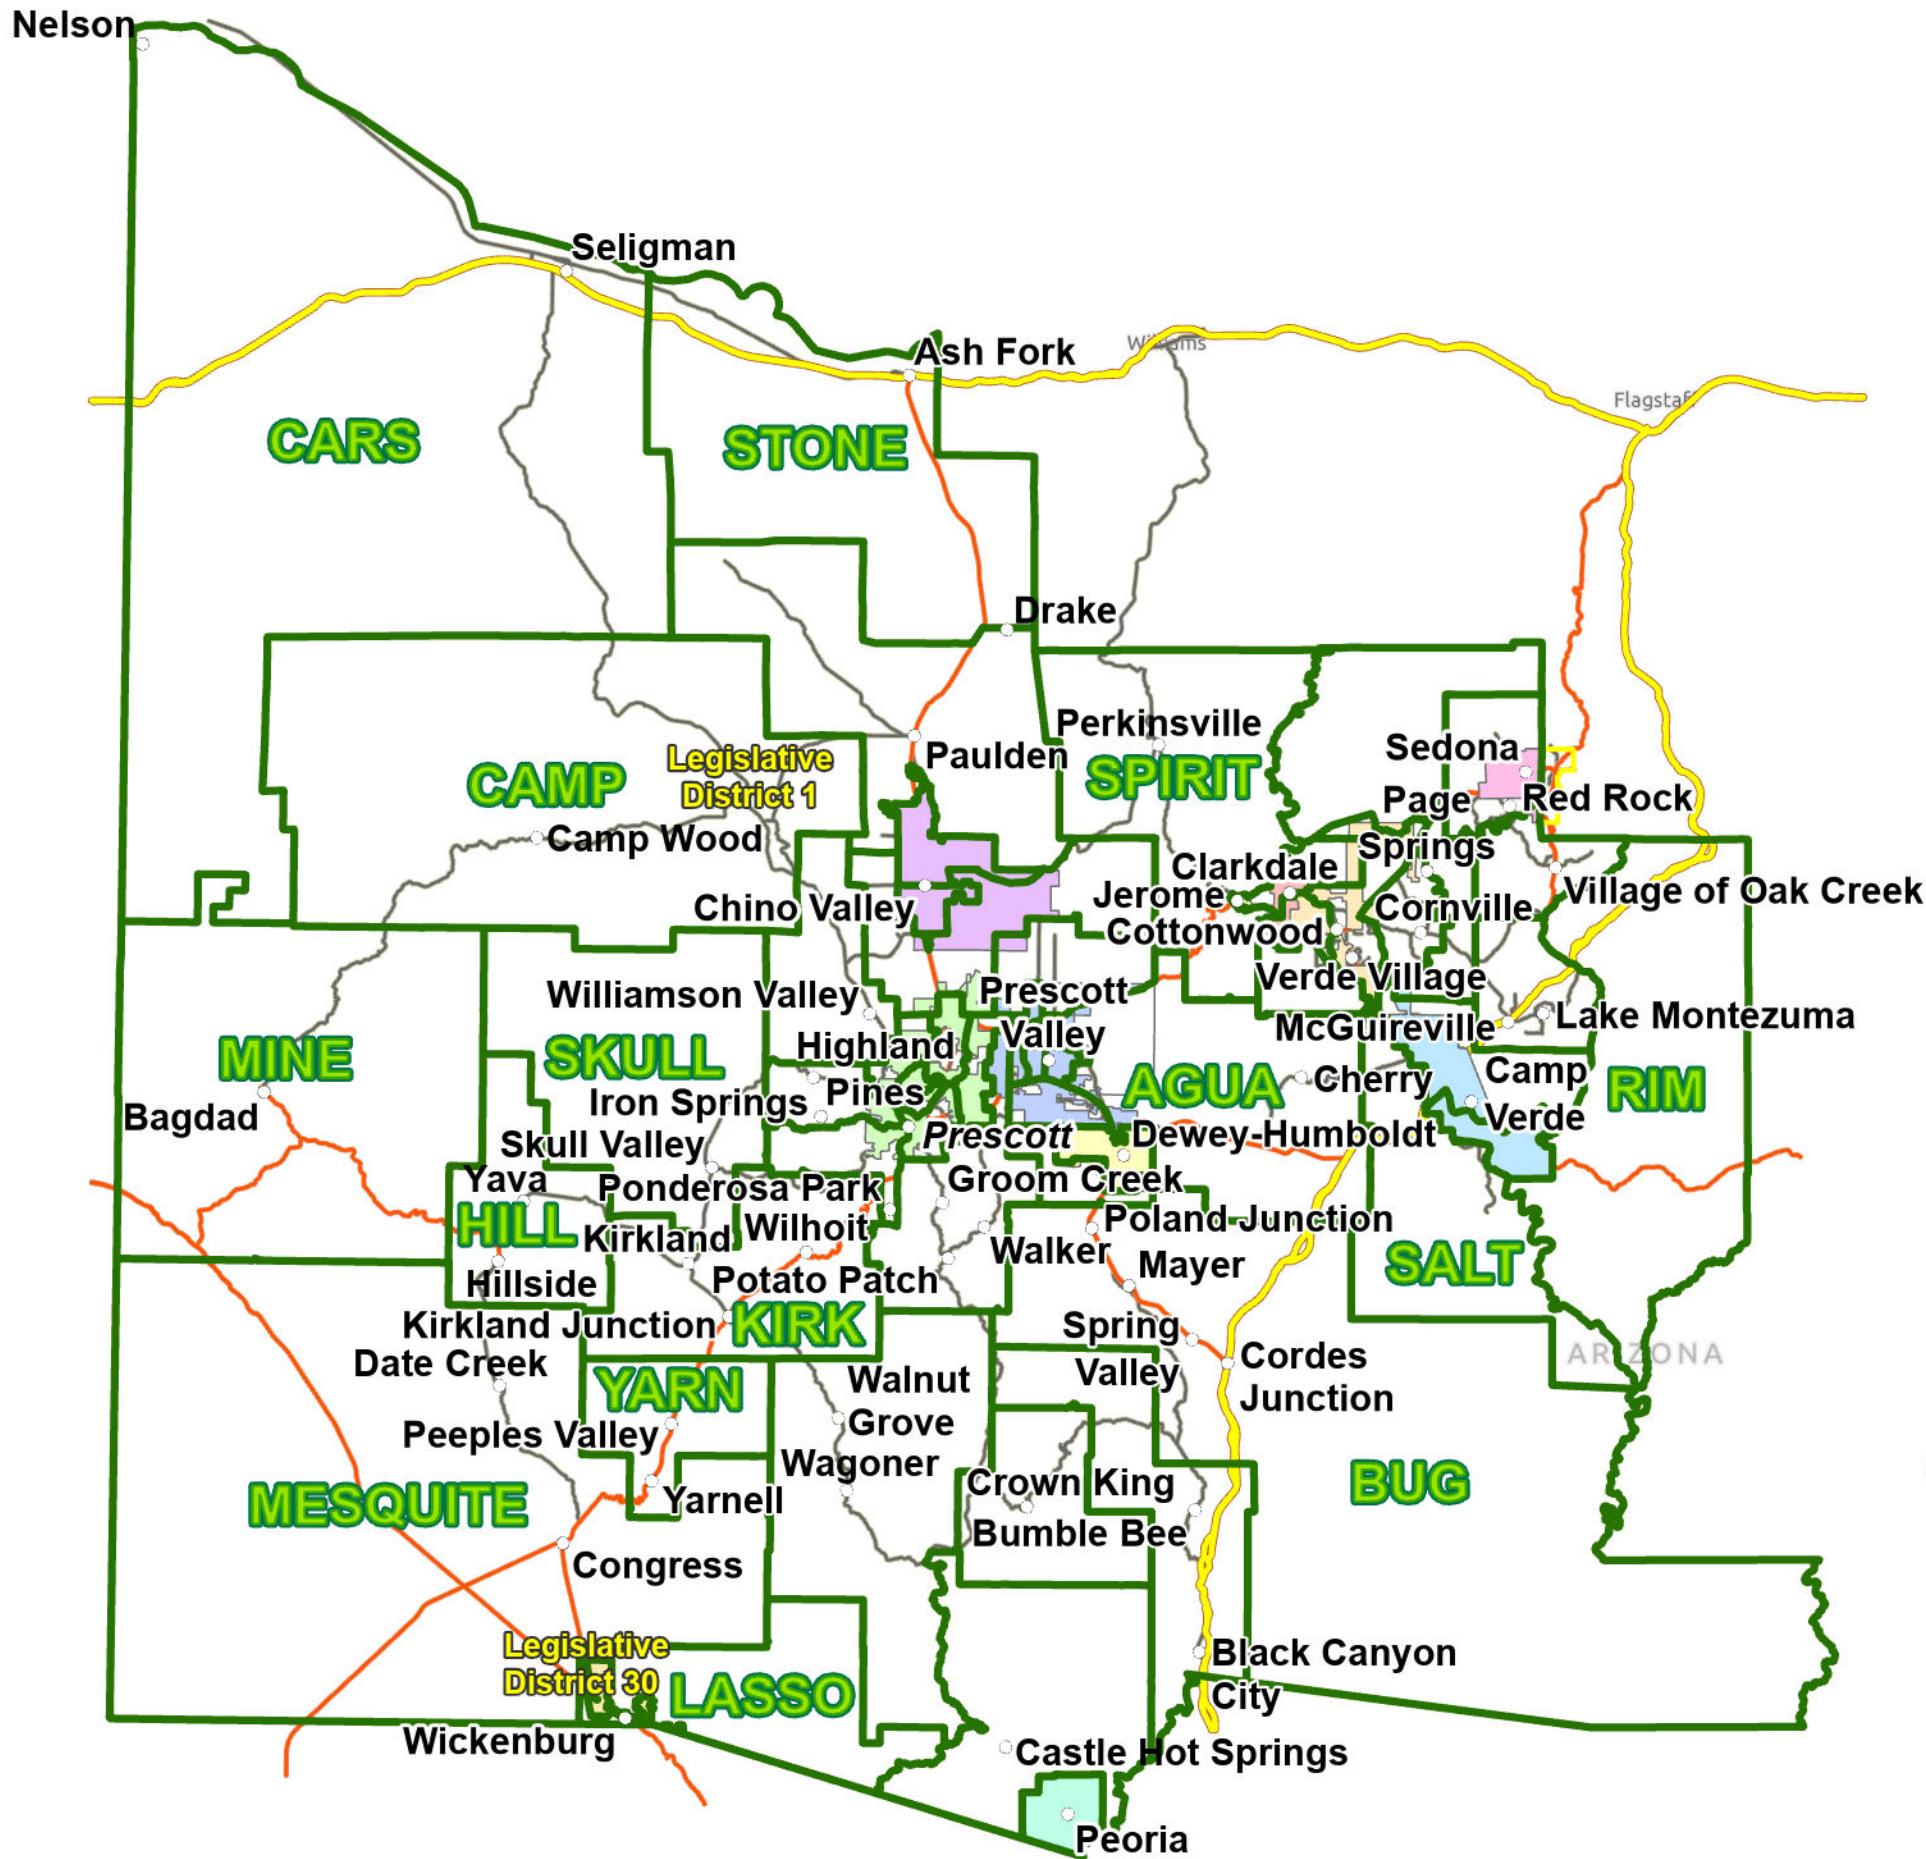 Nelson
Seligman
Ash Fork
Williams
Flagstaff
CARS
STONE
Drake
Perkinsville
Sedona
Paulden
Legislative
District 1
CAMP
SPIRIT
Page
Red Rock
Camp Wood
Springs
Clarkdale
Village of Oak Creek
Jerome
Chino Valley
Cornville
Cottonwood
Verde Village
Williamson Valley
Prescott
Lake Montezuma
McGuireville
Valley
Highland
MINE
SKULL
Camp
Cherry
AGUA
RIM
Pines
Iron Springs
Bagdad
Verde
Prescott
Dewey-Humboldt
Skull Valley
Yava
Groom Creek
Ponderosa Park
Poland Junction
HILL
Kirkland
Wilhoit
Walker
Mayer
SALT
Hillside
Potato Patch
Kirkland Junction
KIRK
Spring
Valley
Cordes
Junction
ARIZONA
Date Creek
YARN
Walnut
Grove
Peeples Valley
Wagoner
Crown King
BUG
MESQUITE
Yarnell
Bumble Bee
Congress
Legislative
District 30
Black Canyon
City
LASSO
Wickenburg
Castle Hot Springs
Peoria